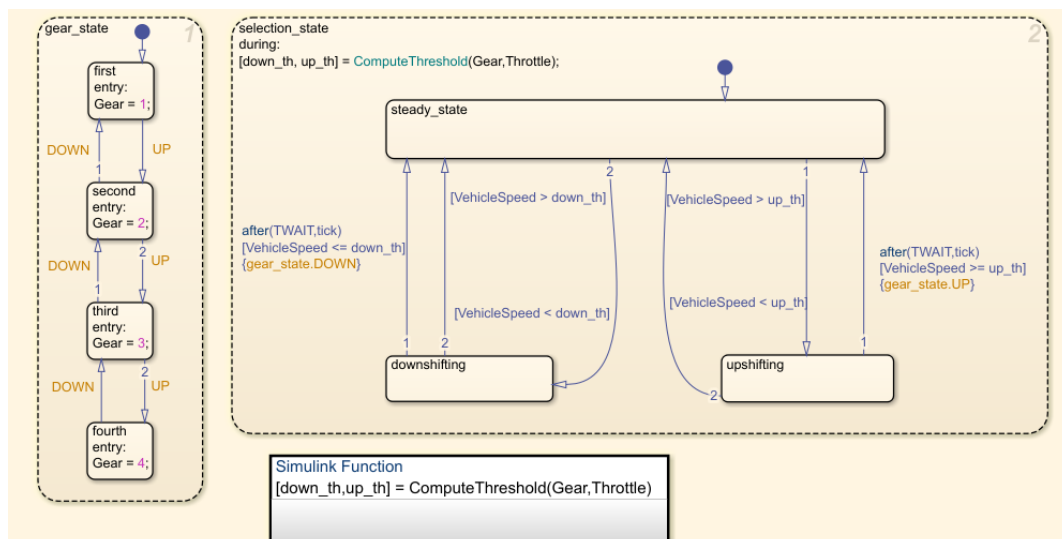 gear_state
1
first
entry:
Gear = 1;
DOWN
UP
1
second
entry:
Gear = 2;
2
DOWN
UP
1
third
entry:
Gear = 3;
2
DOWN
UP
fourth
entry:
Gear = 4;
selection_state
2
during:
[down_th, up_th] = ComputeThreshold(Gear,Throttle);
steady_state
2
1
[VehicleSpeed > down_th]
[VehicleSpeed > up_th]
after(TWAIT,tick)
[VehicleSpeed <= down_th]
{gear_state.DOWN}
after(TWAIT,tick)
[VehicleSpeed >= up_th]
{gear_state.UP}
[VehicleSpeed < down_th]
[VehicleSpeed < up_th]
1
2
1
downshifting
upshifting
2
Simulink Function
[down_th,up_th] = ComputeThreshold(Gear,Throttle)